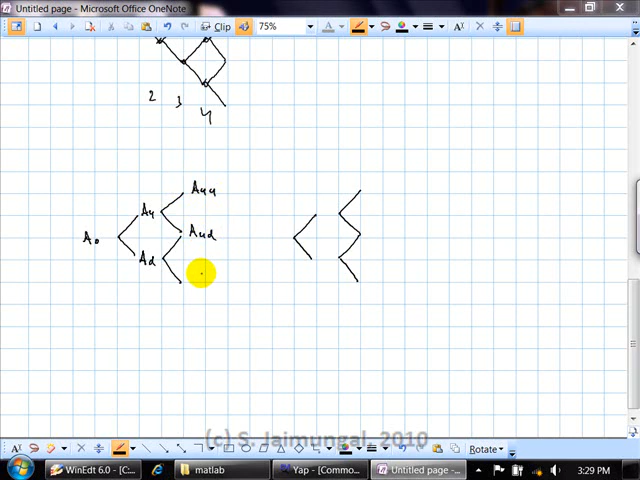 Untitled page - Microsoft Office OneNote
Clip 75%
2 3 4
Auu
Au
A0 Aud
Ad
(c) S. Jaimungal, 2010
Rotate
WinEdt 6.0 - [C:... matlab Yap - [Commo... Untitled page -... 3:29 PM